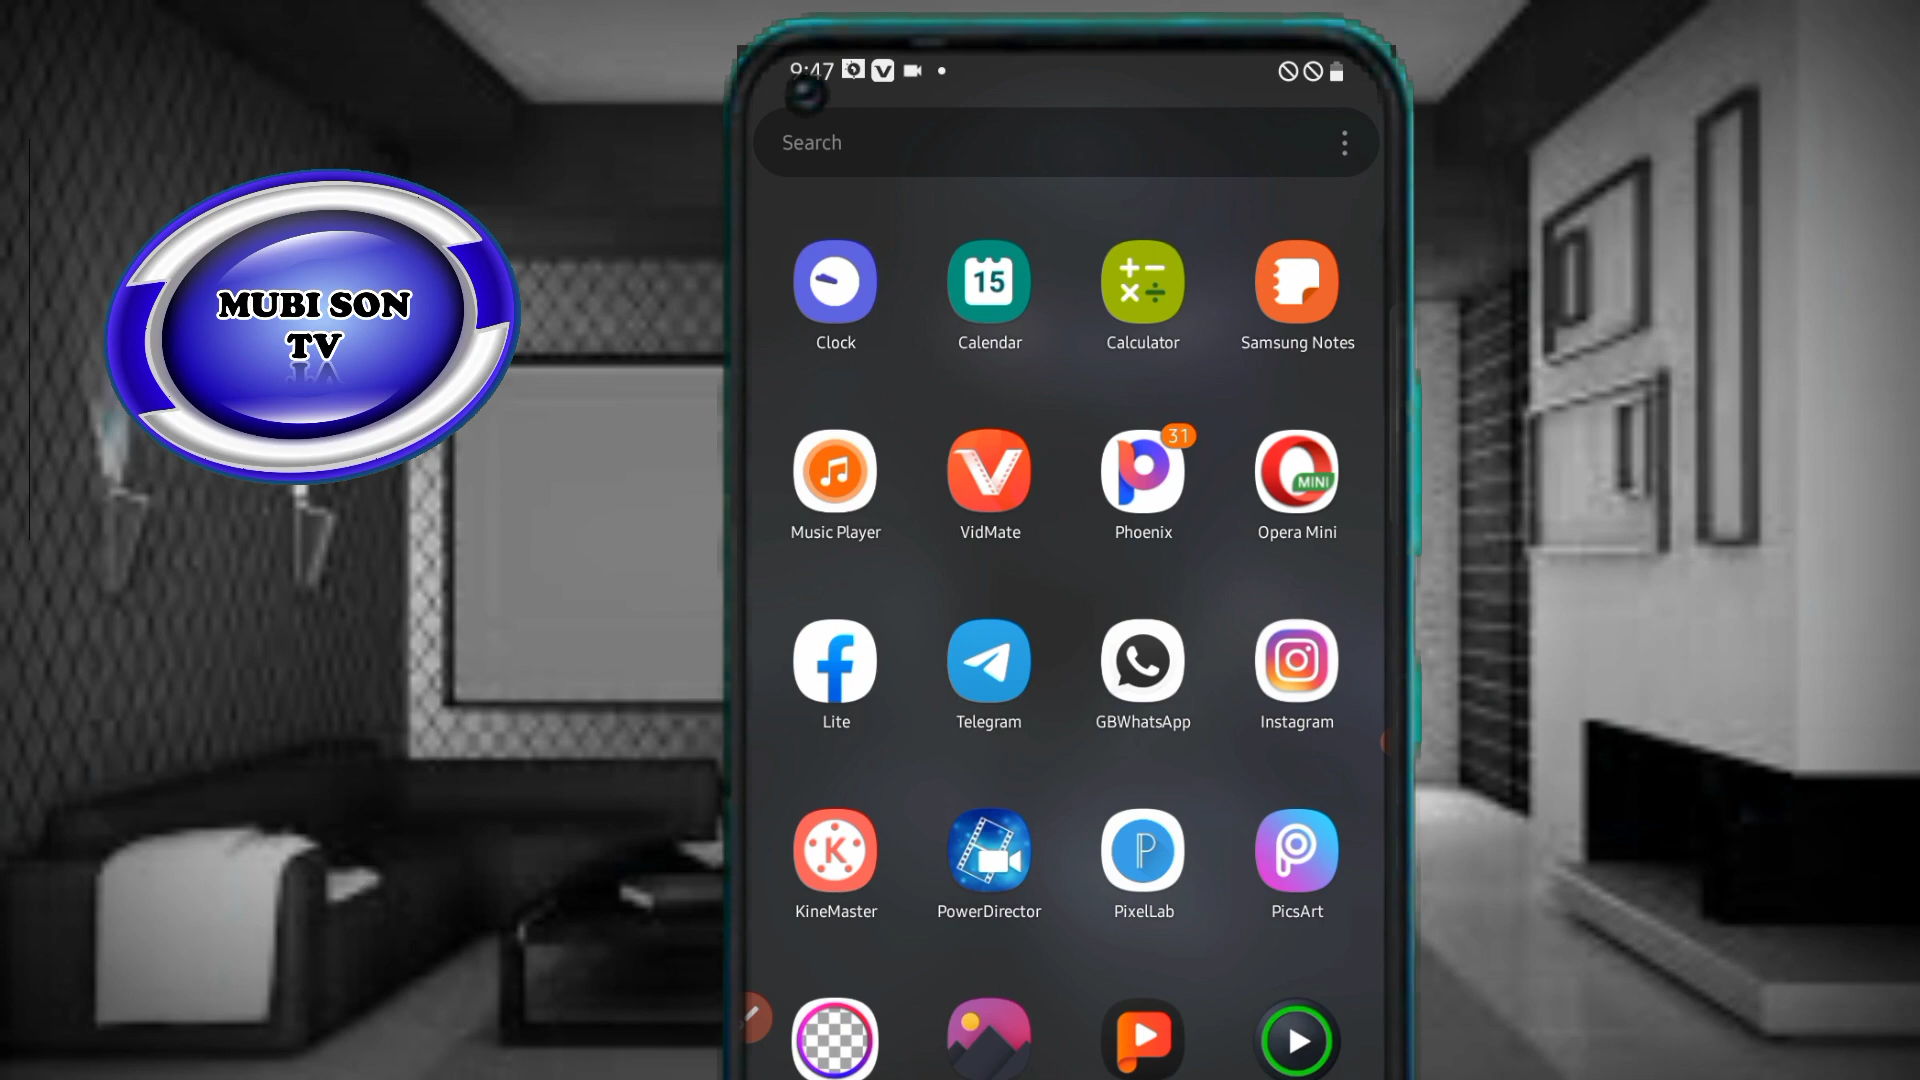 MUBI SON
TV
9:47
Search
15
Clock
Calendar
Calculator
Samsung Notes
31
MINI
Music Player
VidMate
Phoenix
Opera Mini
Lite
Telegram
GBWhatsApp
Instagram
K
KineMaster
PowerDirector
PixelLab
PicsArt